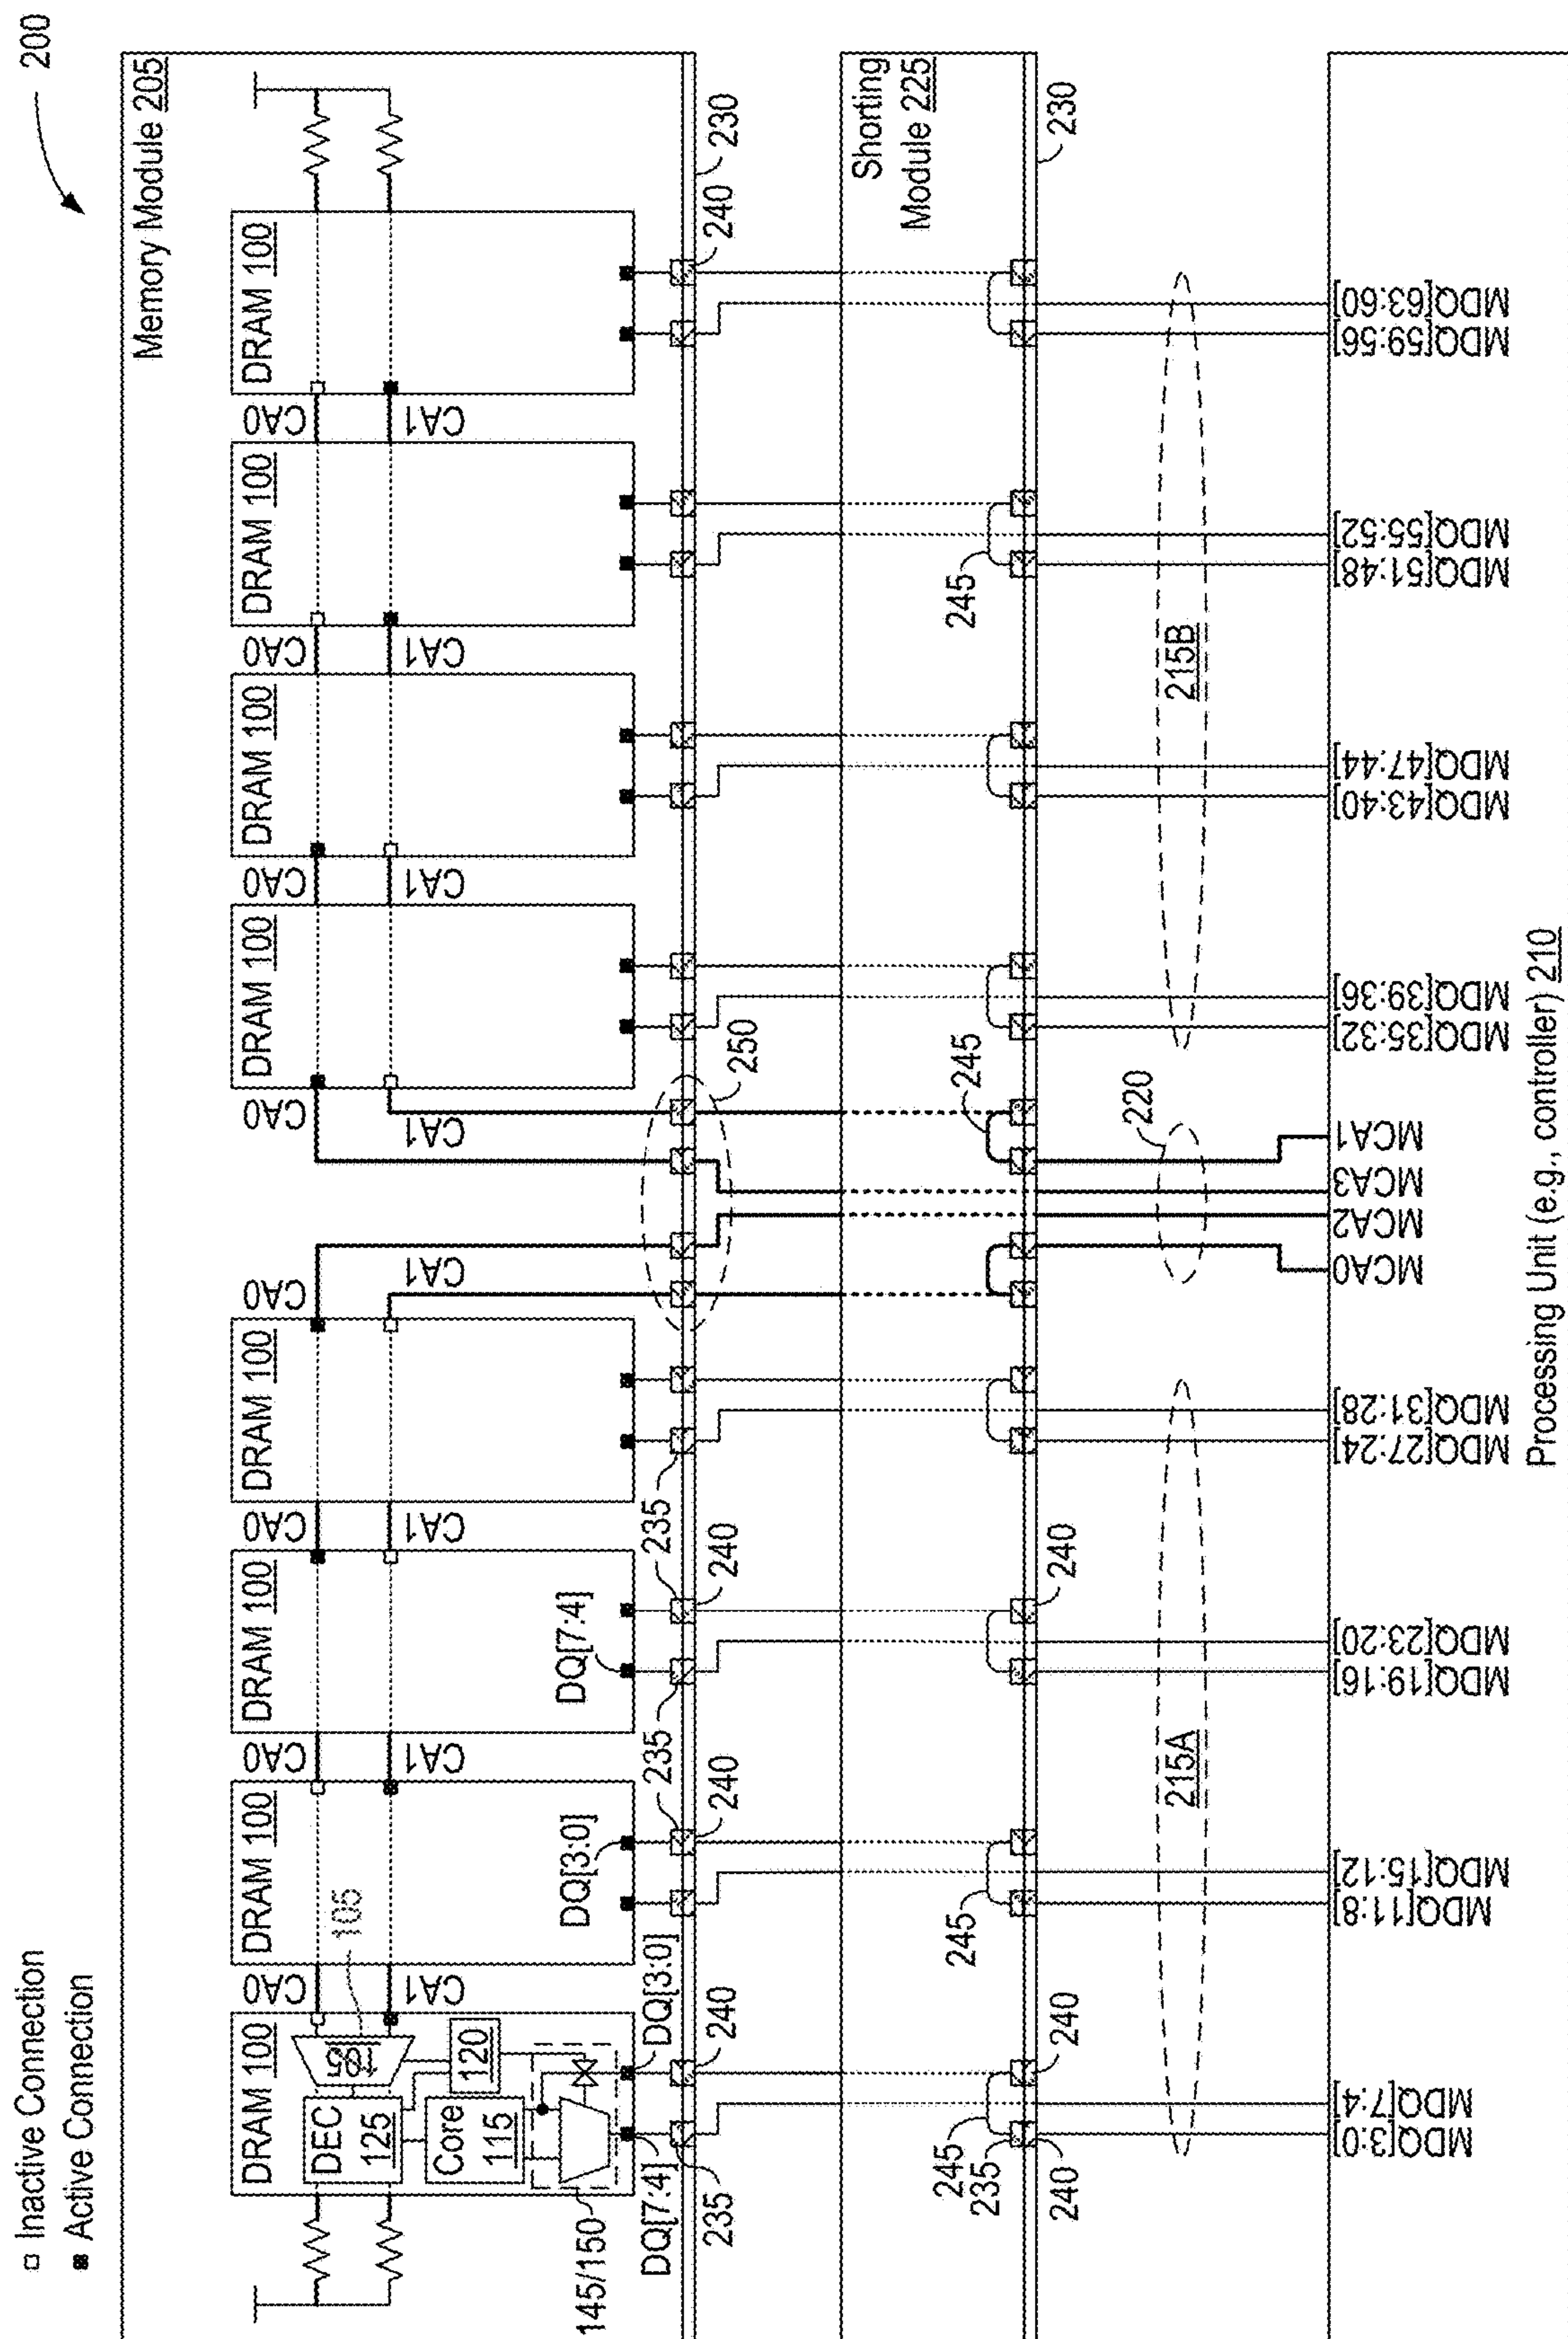 200
□ Inactive Connection
■ Active Connection
Memory Module 205
DRAM 100
DRAM 100
DRAM 100
DRAM 100
DRAM 100
DRAM 100
DRAM 100
DRAM 100
CA0
CA0
CA0
CA0
CA0
CA0
CA0
CA0
CA1
CA1
CA1
CA1
CA1
CA1
CA1
CA1
105
105
DEC
125
120
Core
115
145/150
DQ[7:4]
DQ[3:0]
DQ[3:0]
DQ[7:4]
235
235
235
235
240
240
240
240
230
250
Shorting
Module 225
245
235
240
240
245
240
245
245
230
215A
220
215B
MDQ[3:0]
MDQ[7:4]
MDQ[11:8]
MDQ[15:12]
MDQ[19:16]
MDQ[23:20]
MDQ[27:24]
MDQ[31:28]
MCA0
MCA2
MCA3
MCA1
MDQ[35:32]
MDQ[39:36]
MDQ[43:40]
MDQ[47:44]
MDQ[51:48]
MDQ[55:52]
MDQ[59:56]
MDQ[63:60]
Processing Unit (e.g., controller) 210